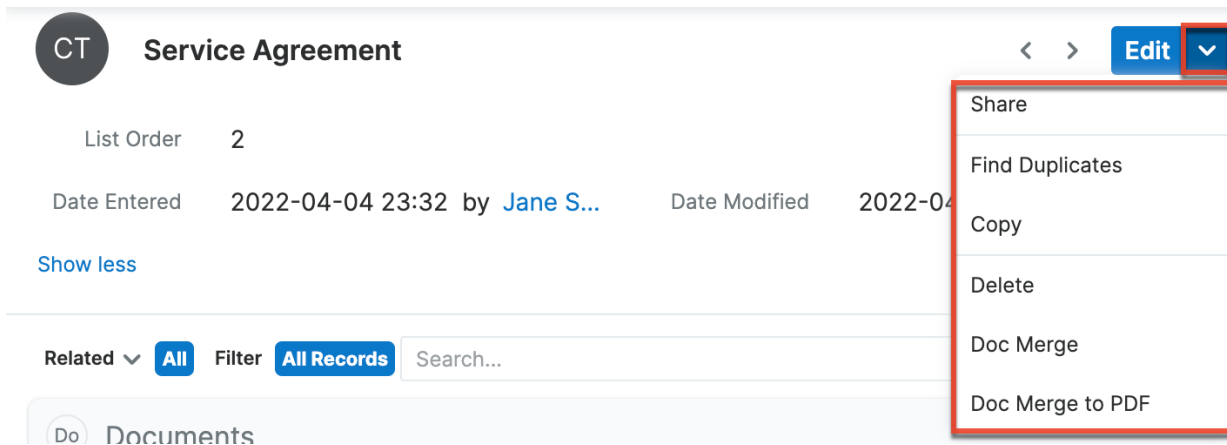 CT Service Agreement Edit
Share
List Order 2
Find Duplicates
Date Entered 2022-04-04 23:32 by Jane S... Date Modified
Copy
Show less
Delete
Related All Filter All Records Search...
Doc Merge
Doc Merge to PDF
Do Documents